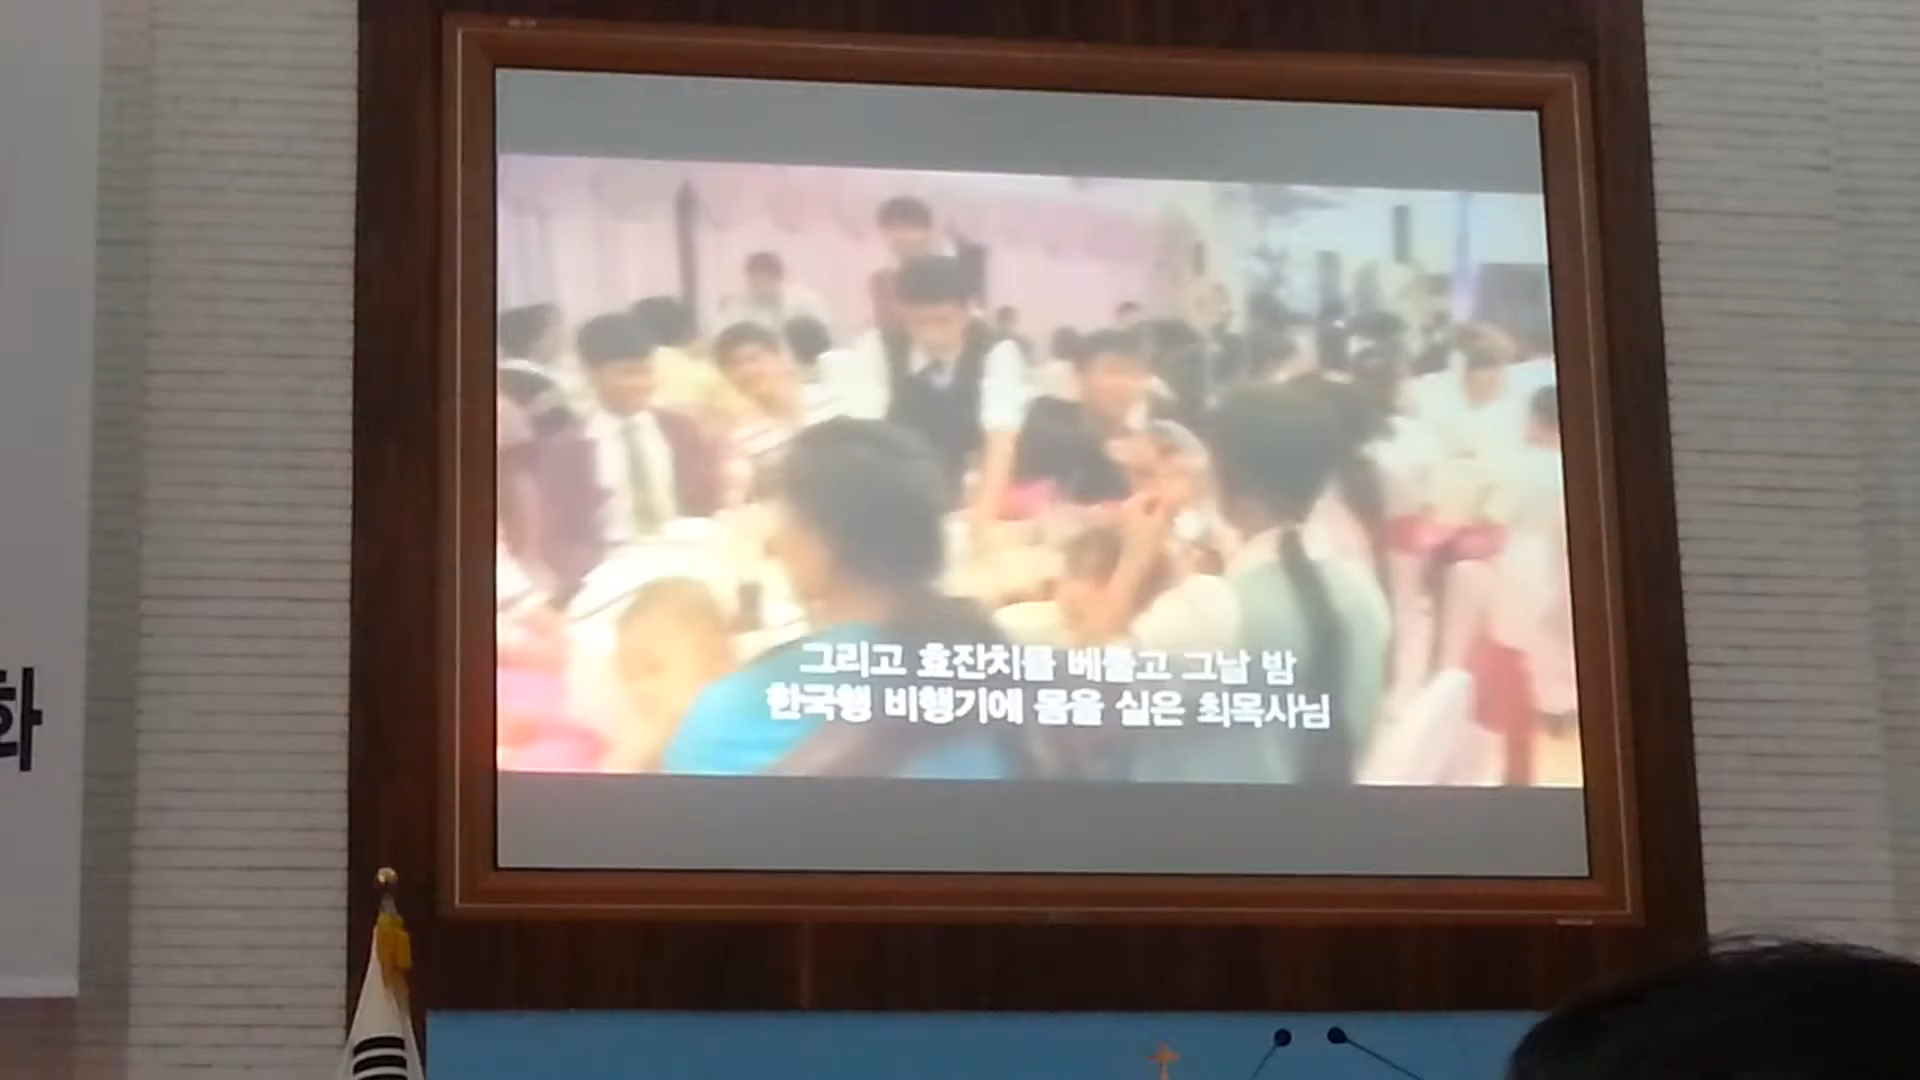 그리고 효잔치를 베풀고 그날 밤
한국행 비행기에 몸을 실은 최목사님
화